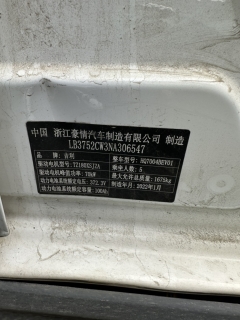 中国 浙江豪情汽车制造有限公司 制造
LB3752CW3NA306547
品牌：吉利 整车型号：HQ7004BEV01
驱动电机型号： 乘坐人数：5
驱动电机峰值功率：70kW 最大允许总质量：1675kg
动力电池系统额定电压：372.3V 制造年月：2022年1月
动力电池系统额定容量：106Ah